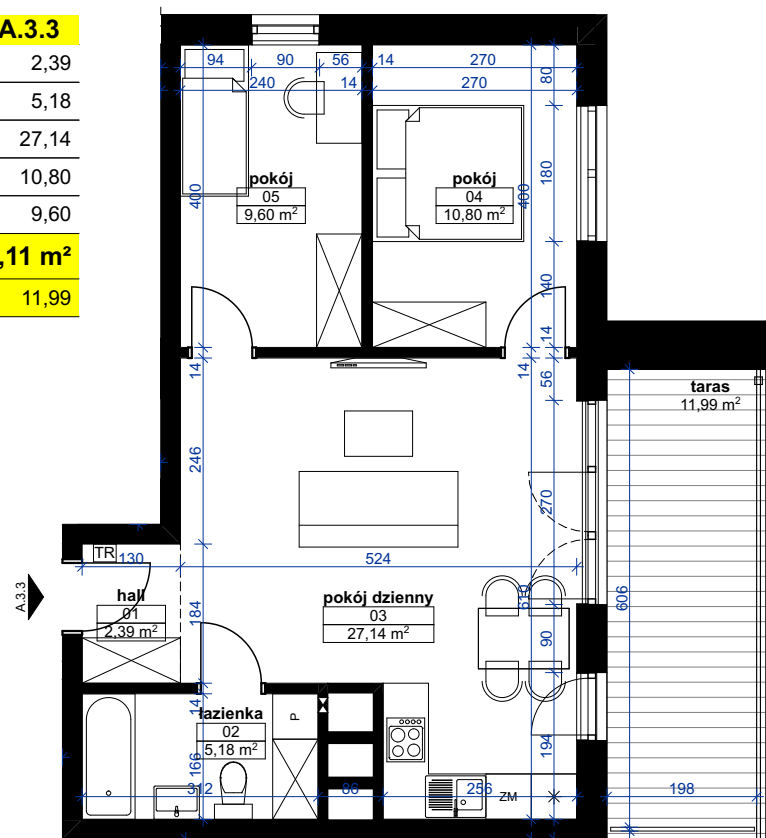 A.3.3
2,39
5,18
27,14
10,80
9,60
,11 m²
11,99
94 90 56 14 270
240 14 270
80
400
pokój
05
9,60 m²
pokój
04
10,80 m²
400
180
140
14
14
14
56
taras
11,99 m²
246
270
TR
130
524
A.3.3
hall
01
2,39 m²
184
pokój dzienny
03
27,14 m²
610
606
90
14
łazienka
02
5,18 m²
P
166
194
312
86
256
ZM
198